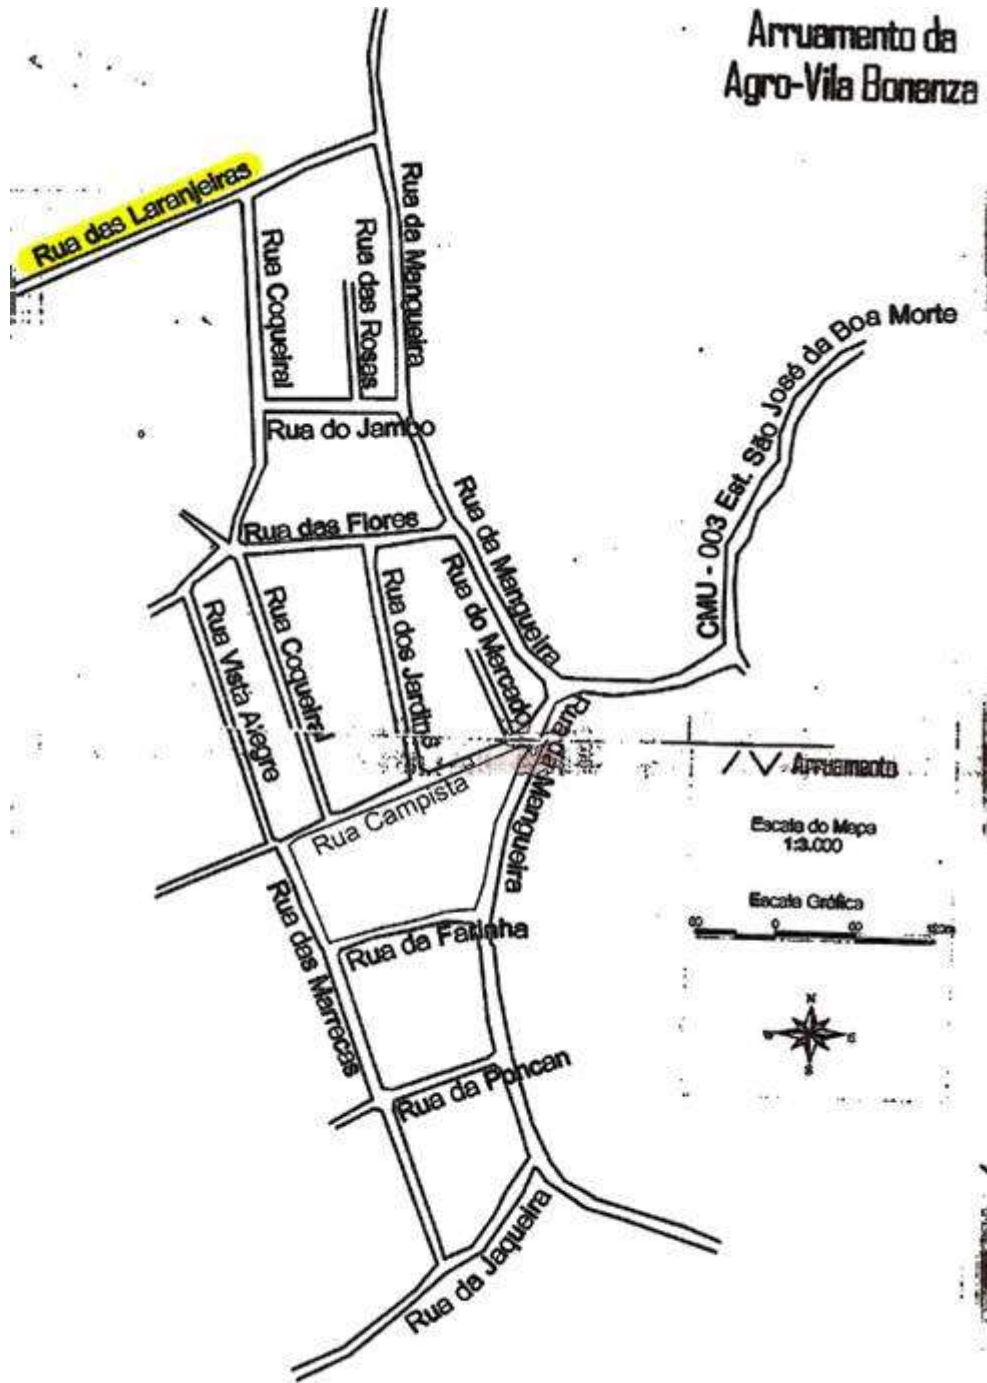 Arruamento da
Agro-Vila Bonanza
Rua das Laranjeiras
Rua da Mangueira
Rua das Rosas
Rua Coqueiral
Rua do Jambo
CMU - 003 Est. São José da Boa Morte
Rua das Flores
Rua da Mangueira
Rua do Mercado
Rua dos Jardins
Rua Coqueiral
Rua Vista Alegre
Rua da Mangueira
Rua Campista
Arruamento
Escala do Mapa
1:3.000
Escala Gráfica
60 0 60
Rua da Farinha
Rua das Marrecas
N
S
Rua da Poncan
Rua da Jaqueira